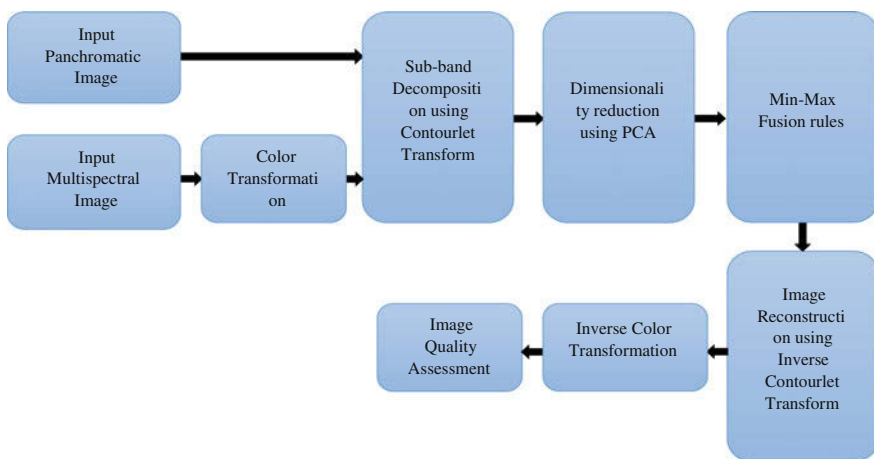 Input
Panchromatic
Image
Input
Multispectral
Image
Color
Transformati
on
Sub-band
Decompositi
on using
Contourlet
Transform
Dimensionali
ty reduction
using PCA
Min-Max
Fusion rules
Image
Reconstructi
on using
Inverse
Contourlet
Transform
Inverse Color
Transformation
Image
Quality
Assessment